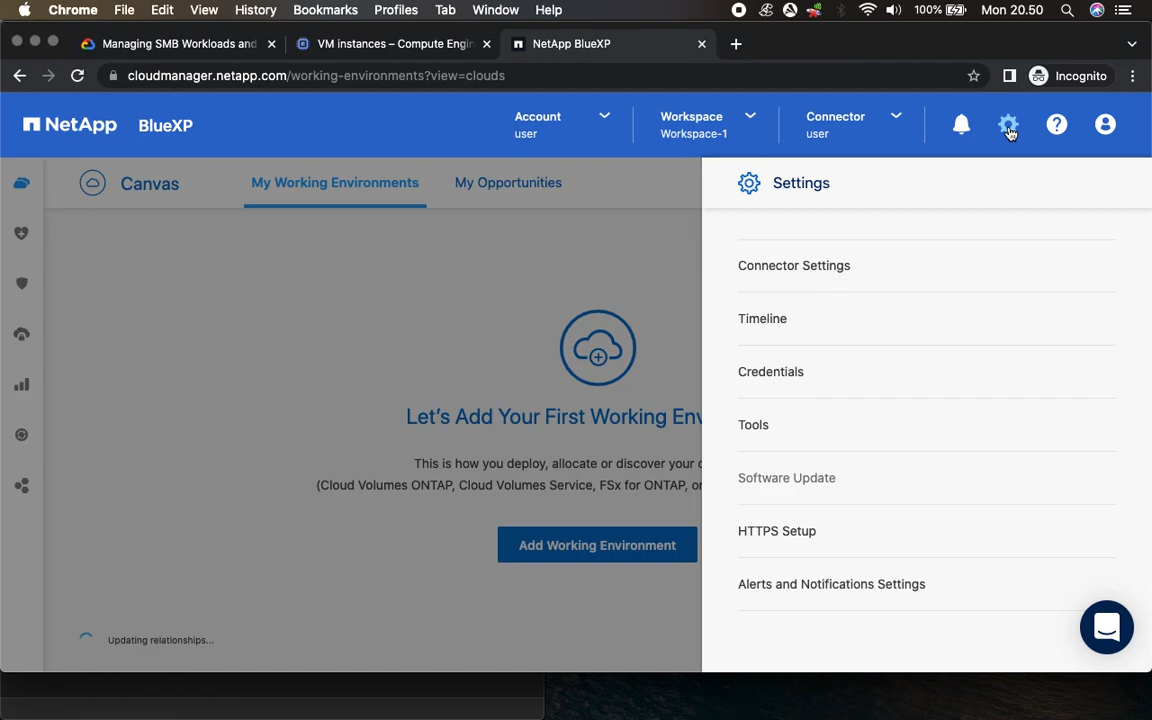 Chrome File Edit View History Bookmarks Profiles Tab Window Help 100% Mon 20.50
Managing SMB Workloads and
VM instances – Compute Engin
NetApp BlueXP
cloudmanager.netapp.com/working-environments?view=clouds
Incognito
NetApp BlueXP
Account
user
Workspace
Workspace-1
Connector
user
Canvas
My Working Environments
My Opportunities
Let's Add Your First Working Env
This is how you deploy, allocate or discover your c
(Cloud Volumes ONTAP, Cloud Volumes Service, FSx for ONTAP, or
Add Working Environment
Updating relationships...
Settings
Connector Settings
Timeline
Credentials
Tools
Software Update
HTTPS Setup
Alerts and Notifications Settings